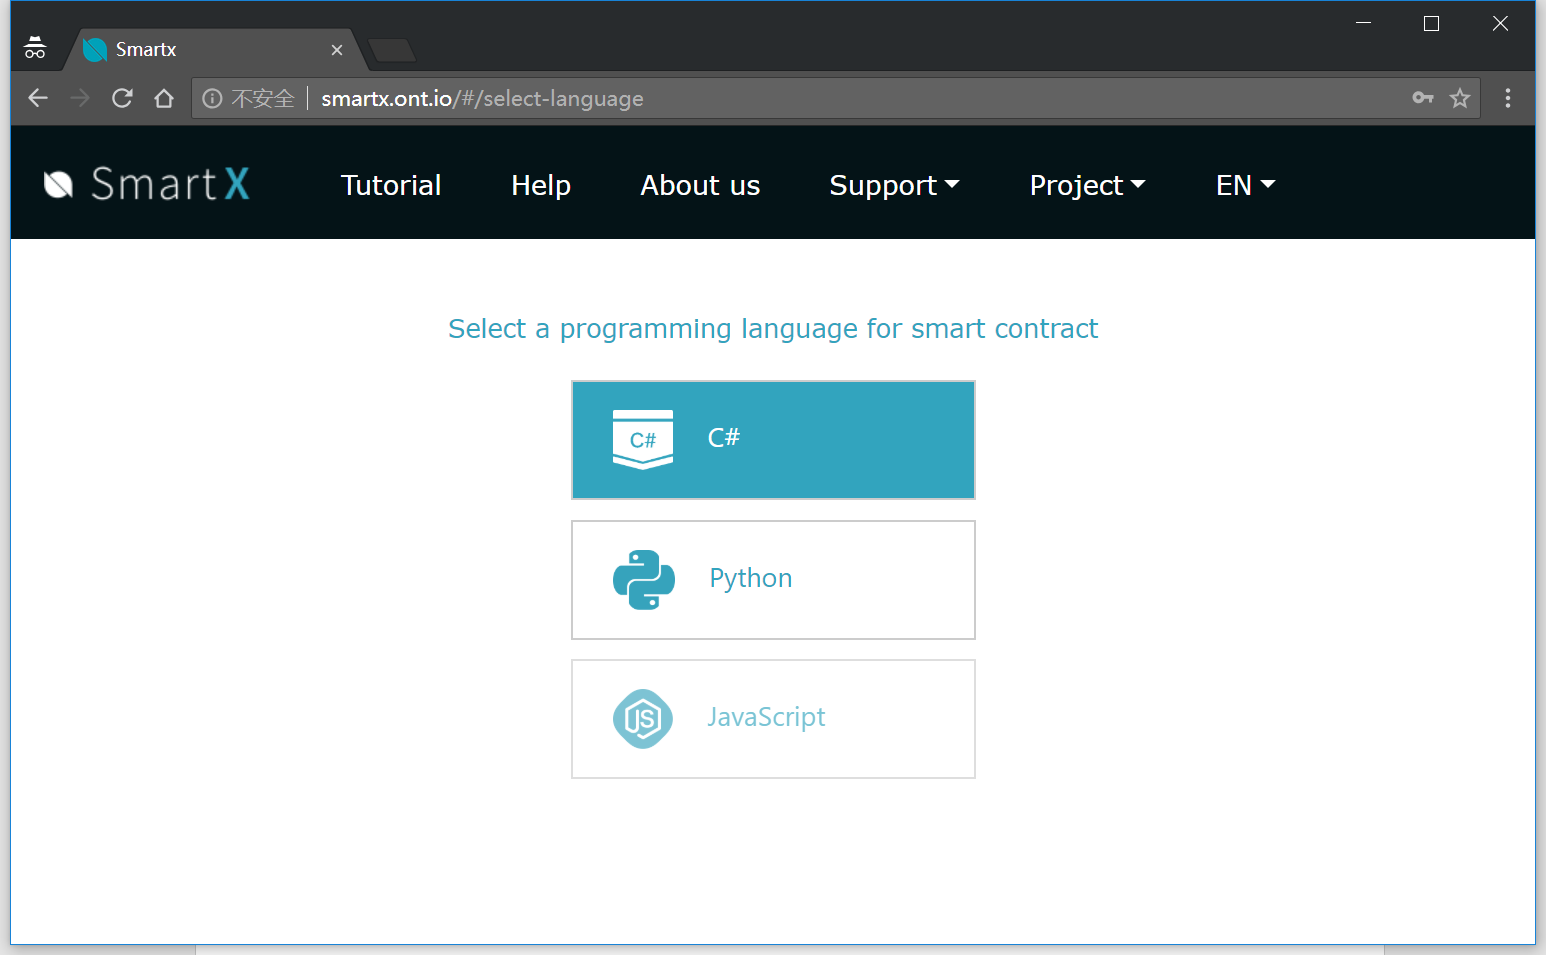 Smartx
不安全 smartx.ont.io/#/select-language
SmartX Tutorial Help About us Support Project EN
Select a programming language for smart contract
C# C#
Python
JS JavaScript